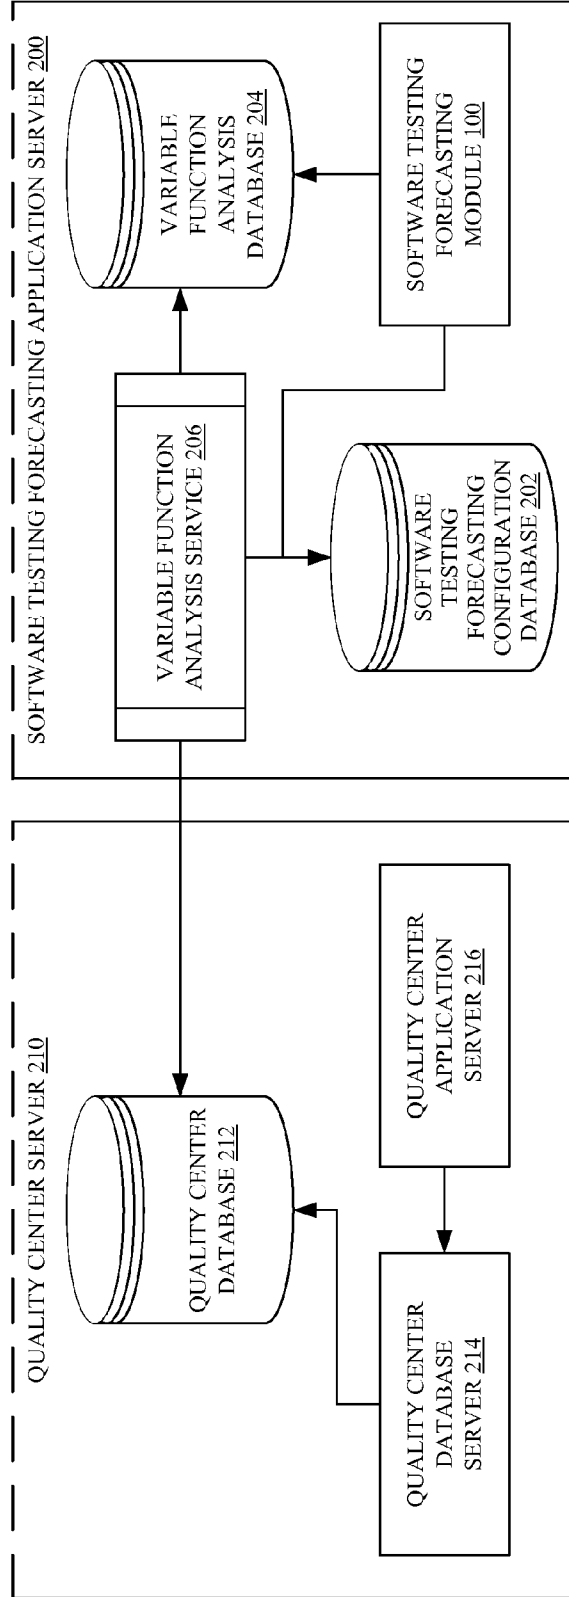 QUALITY CENTER SERVER 210
QUALITY CENTER
DATABASE 212
QUALITY CENTER
DATABASE
SERVER 214
QUALITY CENTER
APPLICATION
SERVER 216
SOFTWARE TESTING FORECASTING APPLICATION SERVER 200
VARIABLE FUNCTION
ANALYSIS SERVICE 206
VARIABLE
FUNCTION
ANALYSIS
DATABASE 204
SOFTWARE
TESTING
FORECASTING
CONFIGURATION
DATABASE 202
SOFTWARE TESTING
FORECASTING
MODULE 100